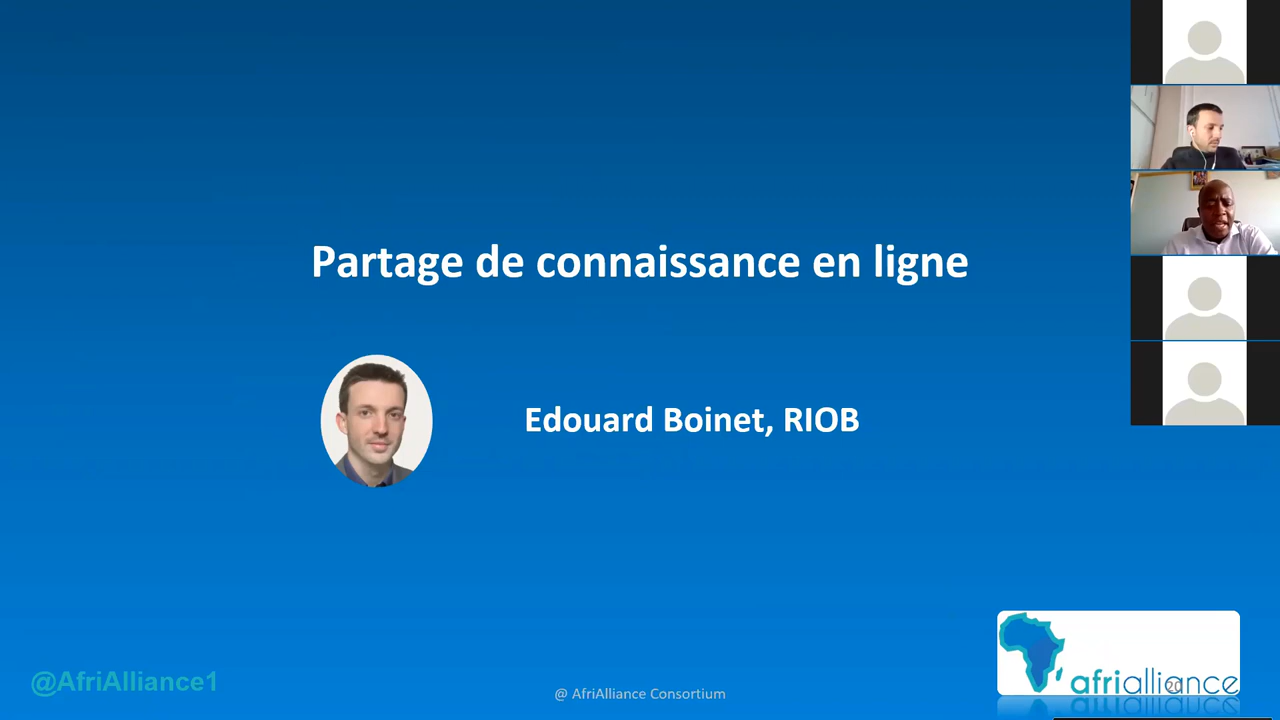 Partage de connaissance en ligne
Edouard Boinet, RIOB
@AfriAlliance1
@ AfriAlliance Consortium
afrialliance